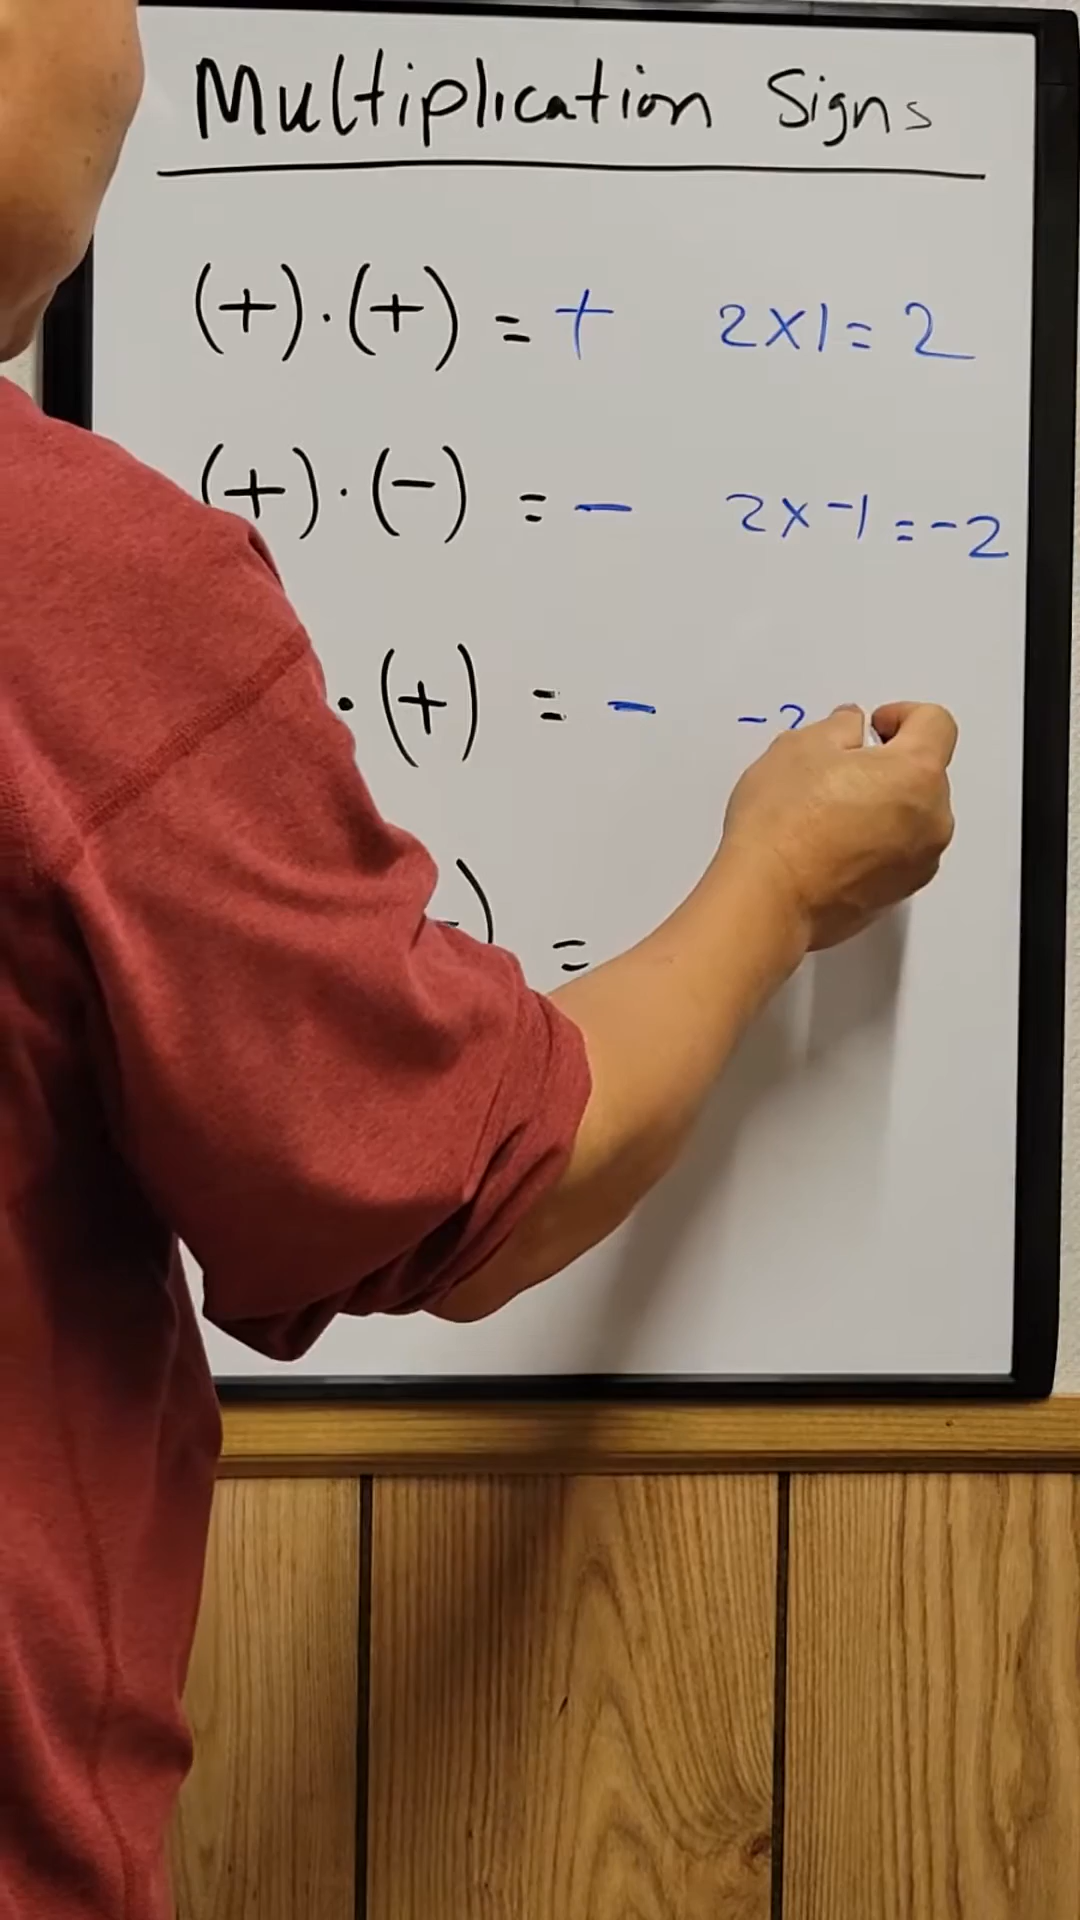 Multiplication Signs
(+)·(+) = + 2x1 = 2
(+)·(-) = - 2x-1 = -2
·(+) = - -2
) =